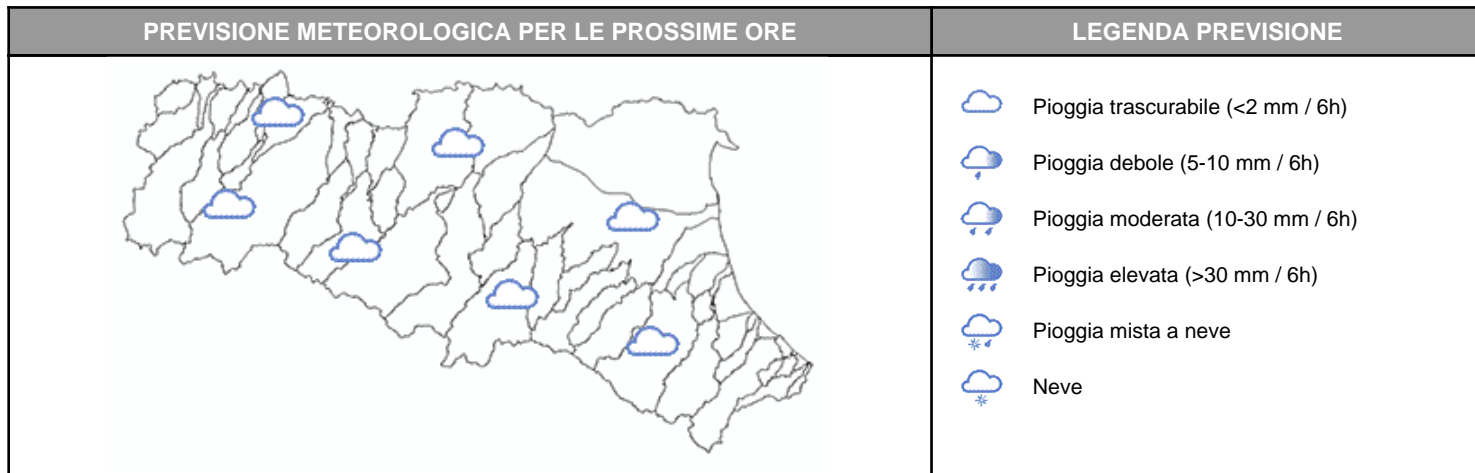 PREVISIONE METEOROLOGICA PER LE PROSSIME ORE
LEGENDA PREVISIONE
Pioggia trascurabile (<2 mm / 6h)
Pioggia debole (5-10 mm / 6h)
Pioggia moderata (10-30 mm / 6h)
Pioggia elevata (>30 mm / 6h)
Pioggia mista a neve
Neve